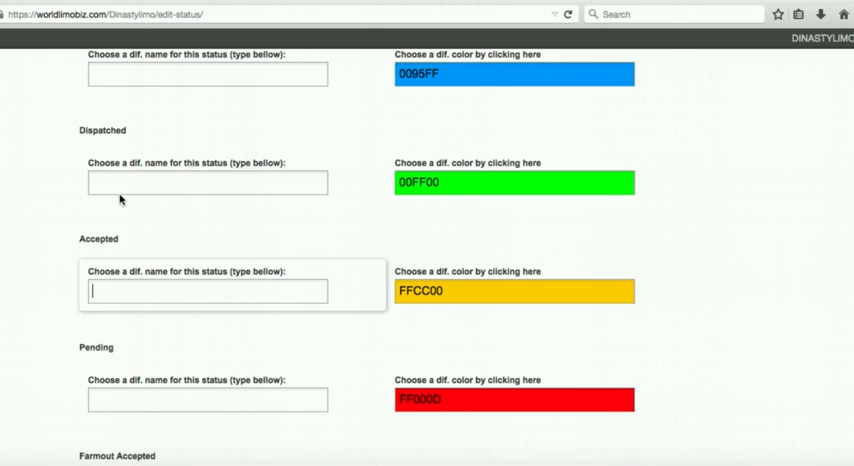 https://worldlimobiz.com/Dinastylimo/edit-status/
Search
DINASTYLIMO
Choose a dif. name for this status (type bellow):
Choose a dif. color by clicking here
0095FF
Dispatched
Choose a dif. name for this status (type bellow):
Choose a dif. color by clicking here
00FF00
Accepted
Choose a dif. name for this status (type bellow):
Choose a dif. color by clicking here
FFCC00
Pending
Choose a dif. name for this status (type bellow):
Choose a dif. color by clicking here
FF000D
Farmout Accepted